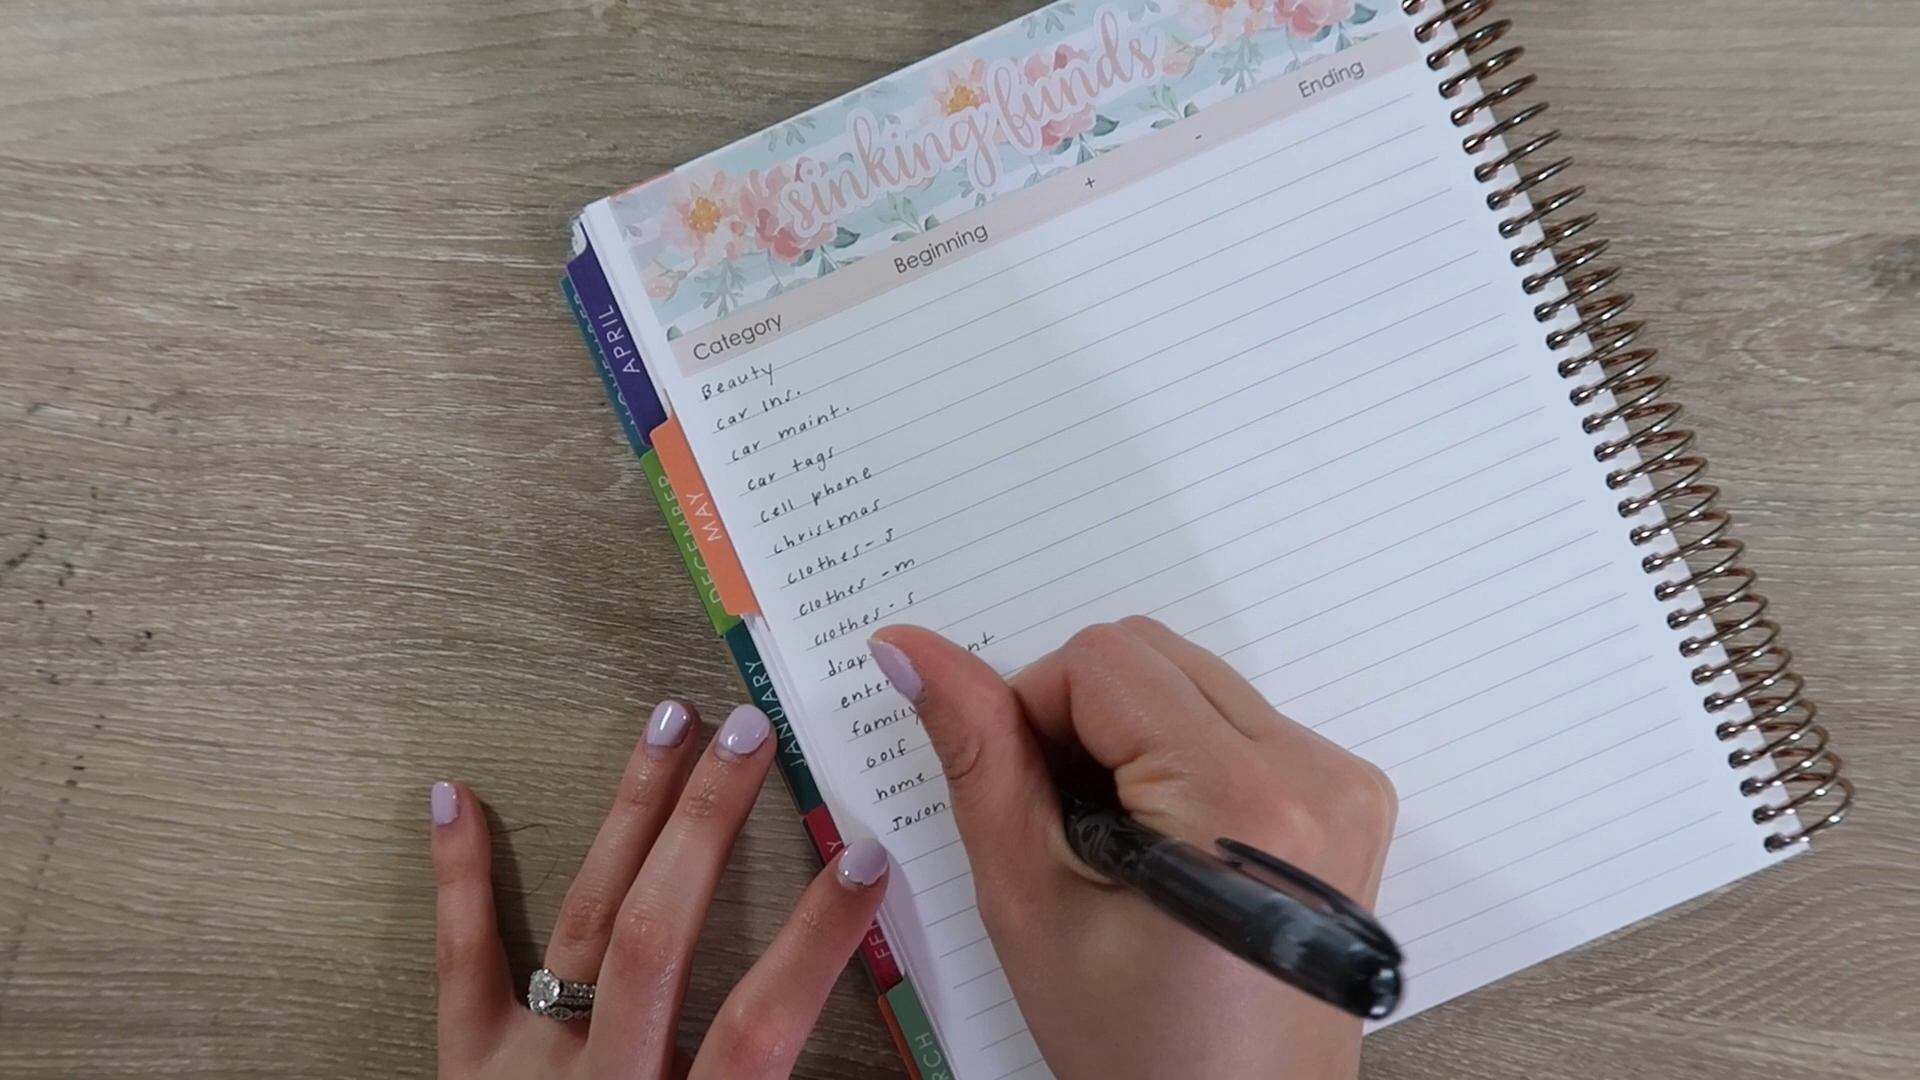 sinking funds
Category Beginning + - Ending
Beauty
car ins.
car maint.
car tags
cell phone
christmas
clothes - J
clothes - m
clothes - s
family
golf
home
Jason
APRIL
MAY
DECEMBER
JANUARY